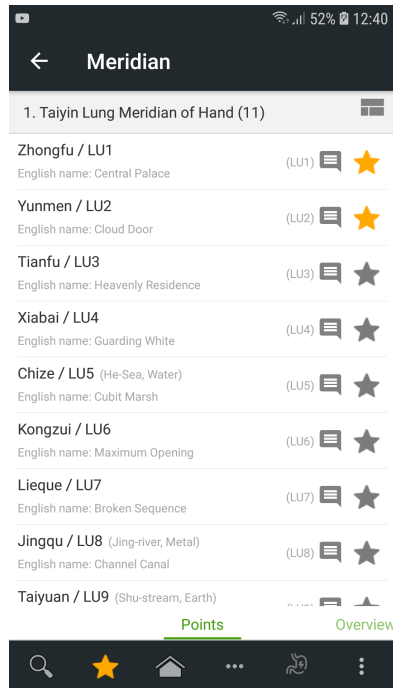 52% 12:40
Meridian
1. Taiyin Lung Meridian of Hand (11)
Zhongfu / LU1
English name: Central Palace
(LU1)
Yunmen / LU2
English name: Cloud Door
(LU2)
Tianfu / LU3
English name: Heavenly Residence
(LU3)
Xiabai / LU4
English name: Guarding White
(LU4)
Chize / LU5 (He-Sea, Water)
English name: Cubit Marsh
(LU5)
Kongzui / LU6
English name: Maximum Opening
(LU6)
Lieque / LU7
English name: Broken Sequence
(LU7)
Jingqu / LU8 (Jing-river, Metal)
English name: Channel Canal
(LU8)
Taiyuan / LU9 (Shu-stream, Earth)
Points Overview